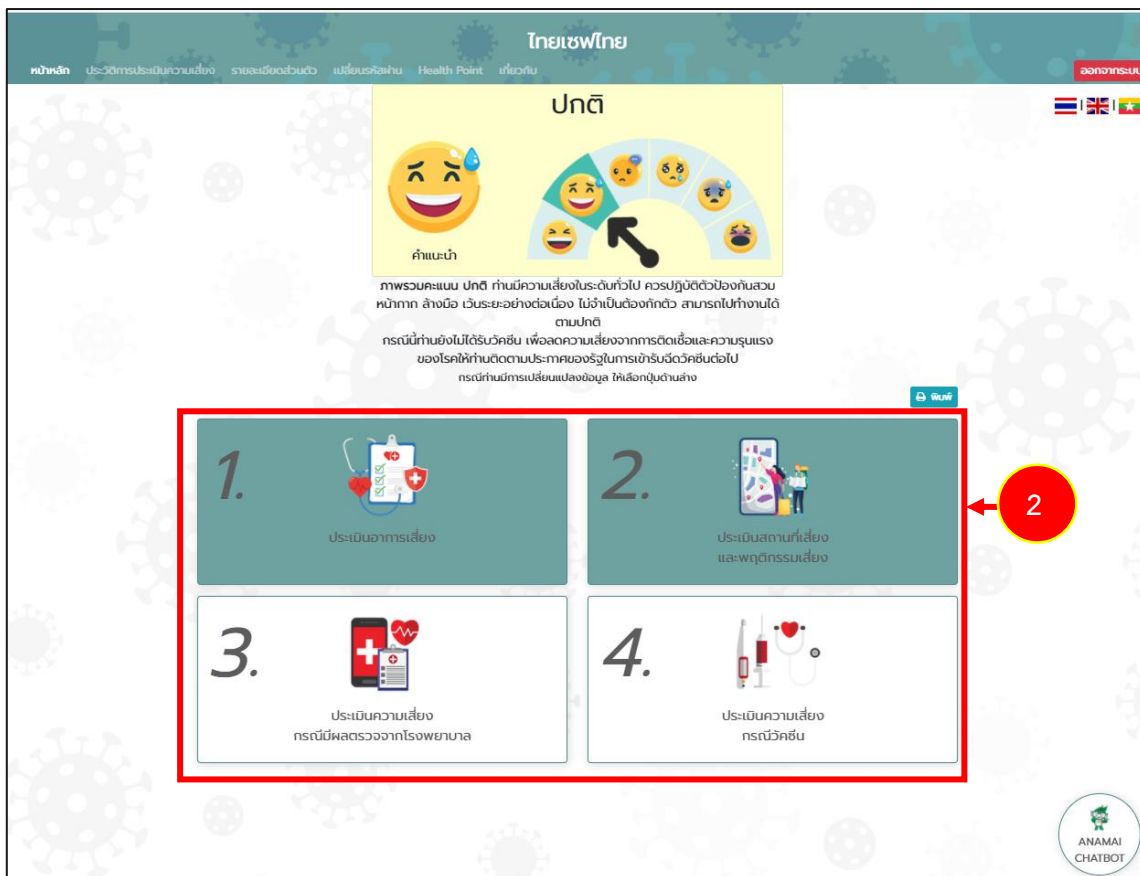 ไทยเซฟไทย
หน้าหลัก ประวัติการประเมินความเสี่ยง รายละเอียดส่วนตัว เปลี่ยนรหัสผ่าน Health Point เกี่ยวกับ ออกจากระบบ
ปกติ
คำแนะนำ
ภาพรวมคะแนน ปกติ ท่านมีความเสี่ยงในระดับทั่วไป ควรปฏิบัติตัวป้องกันสวม
หน้ากาก ล้างมือ เว้นระยะอย่างต่อเนื่อง ไม่จำเป็นต้องกักตัว สามารถไปทำงานได้
ตามปกติ
กรณีนี้ท่านยังไม่ได้รับวัคซีน เพื่อลดความเสี่ยงจากการติดเชื้อและความรุนแรง
ของโรคให้ท่านติดตามประกาศของรัฐในการเข้ารับฉีดวัคซีนต่อไป
กรณีท่านมีการเปลี่ยนแปลงข้อมูล ให้เลือกปุ่มด้านล่าง
พิมพ์
1.
ประเมินอาการเสี่ยง
2.
ประเมินสถานที่เสี่ยง
และพฤติกรรมเสี่ยง
2
3.
ประเมินความเสี่ยง
กรณีมีผลตรวจจากโรงพยาบาล
4.
ประเมินความเสี่ยง
กรณีวัคซีน
ANAMAI
CHATBOT